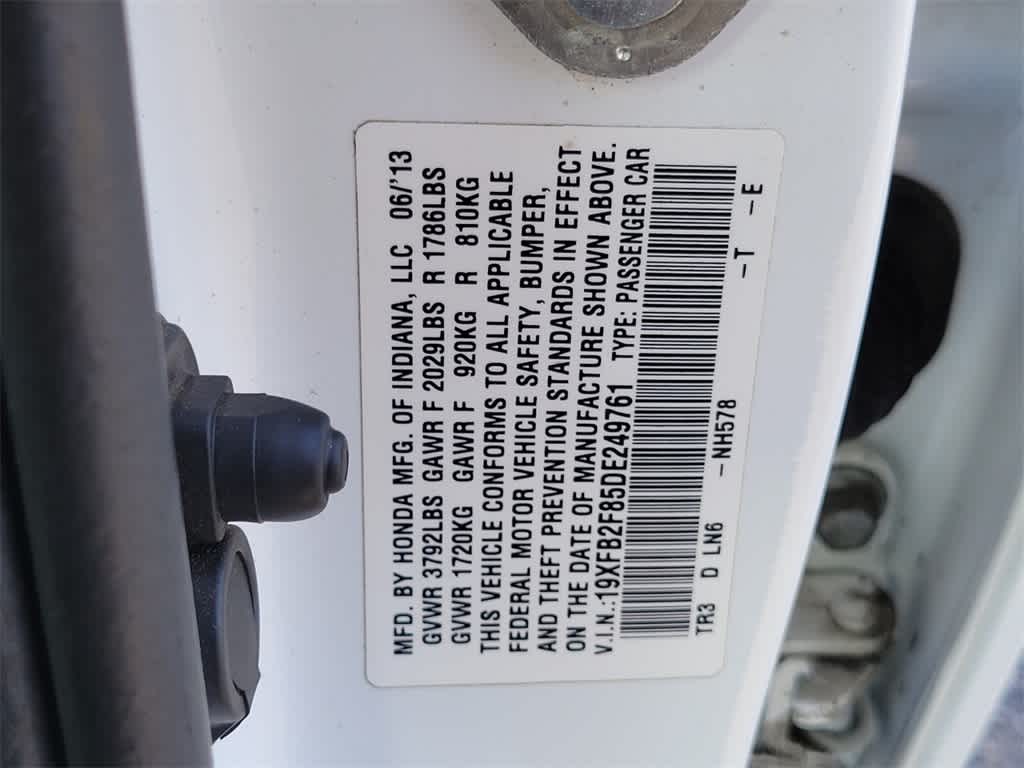 MFD. BY HONDA MFG. OF INDIANA, LLC 06/'13
GVWR 3792LBS GAWR F 2029LBS R 1786LBS
GVWR 1720KG GAWR F 920KG R 810KG
THIS VEHICLE CONFORMS TO ALL APPLICABLE
FEDERAL MOTOR VEHICLE SAFETY, BUMPER,
AND THEFT PREVENTION STANDARDS IN EFFECT
ON THE DATE OF MANUFACTURE SHOWN ABOVE.
V.I.N.:19XFB2F85DE249761 TYPE: PASSENGER CAR
TR3 D LN6 -NH578 -T -E